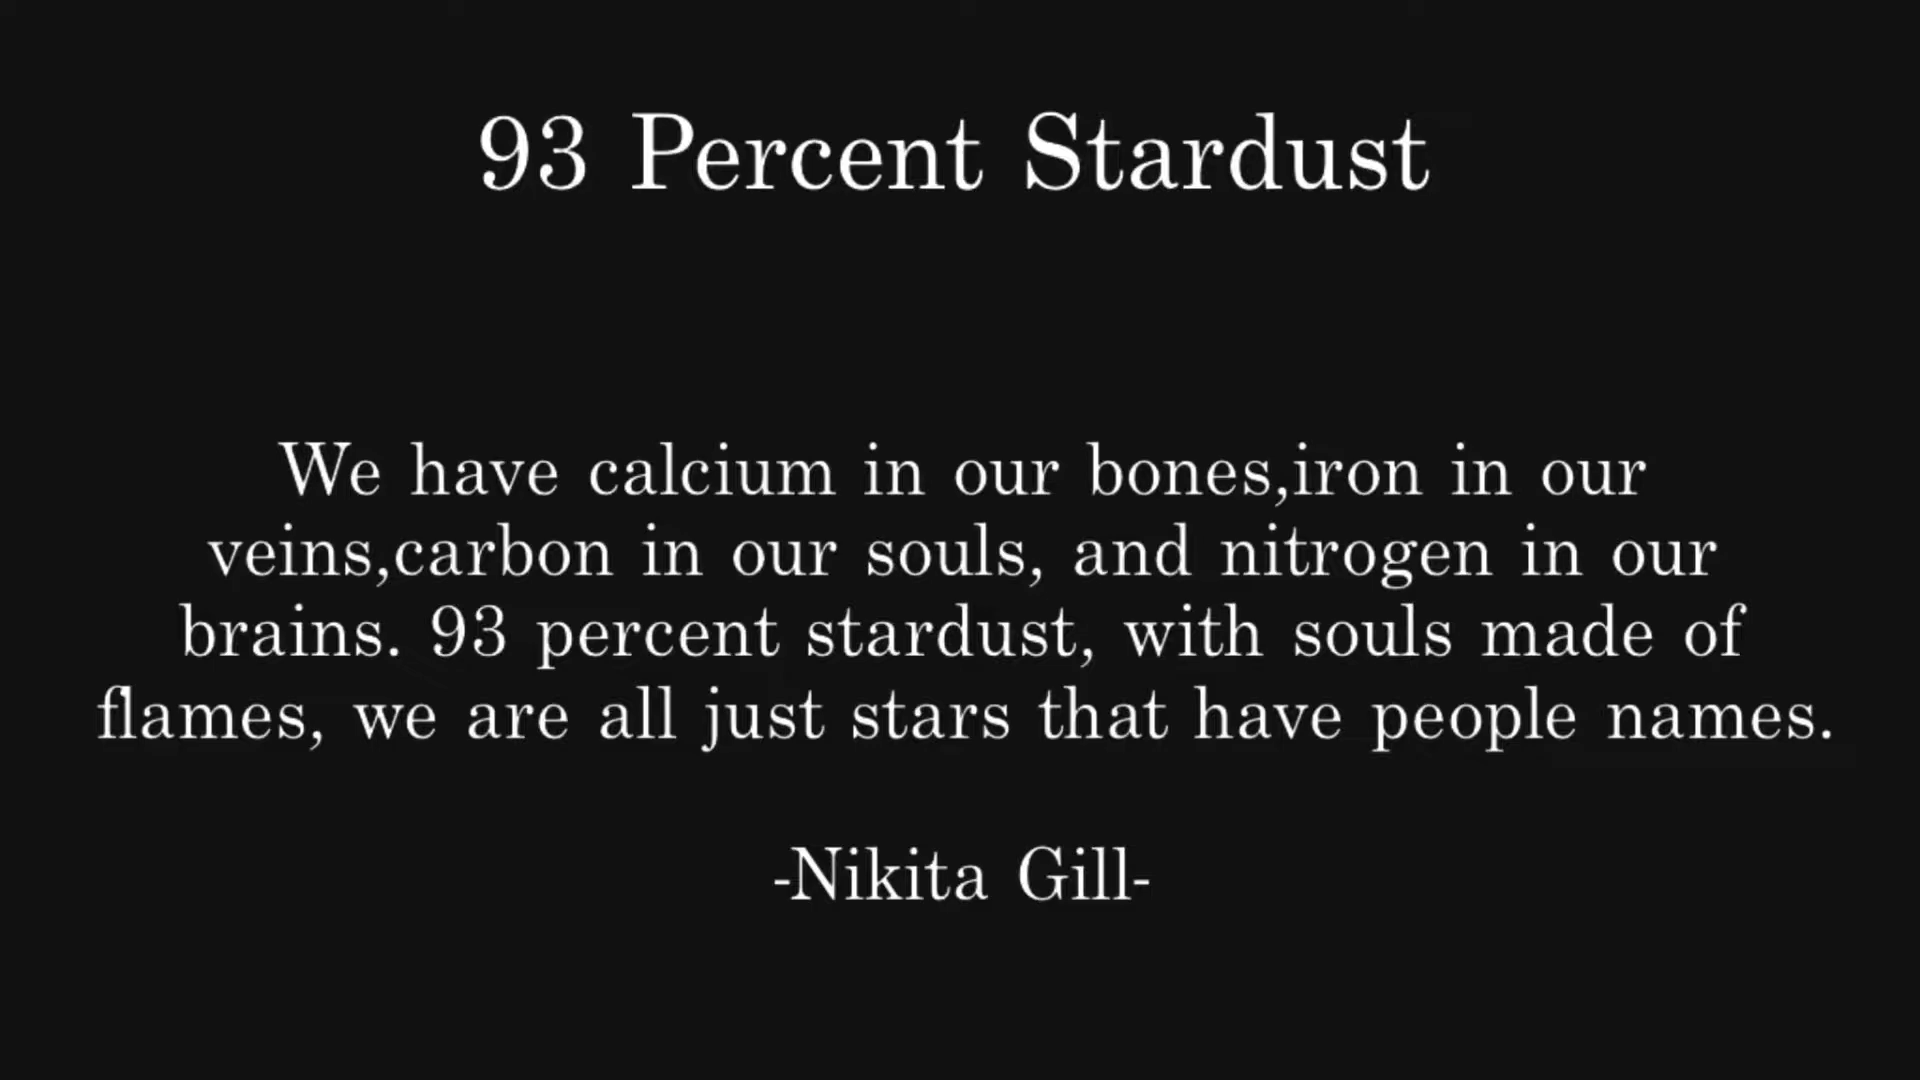 93 Percent Stardust
We have calcium in our bones,iron in our
veins,carbon in our souls, and nitrogen in our
brains. 93 percent stardust, with souls made of
flames, we are all just stars that have people names.
-Nikita Gill-